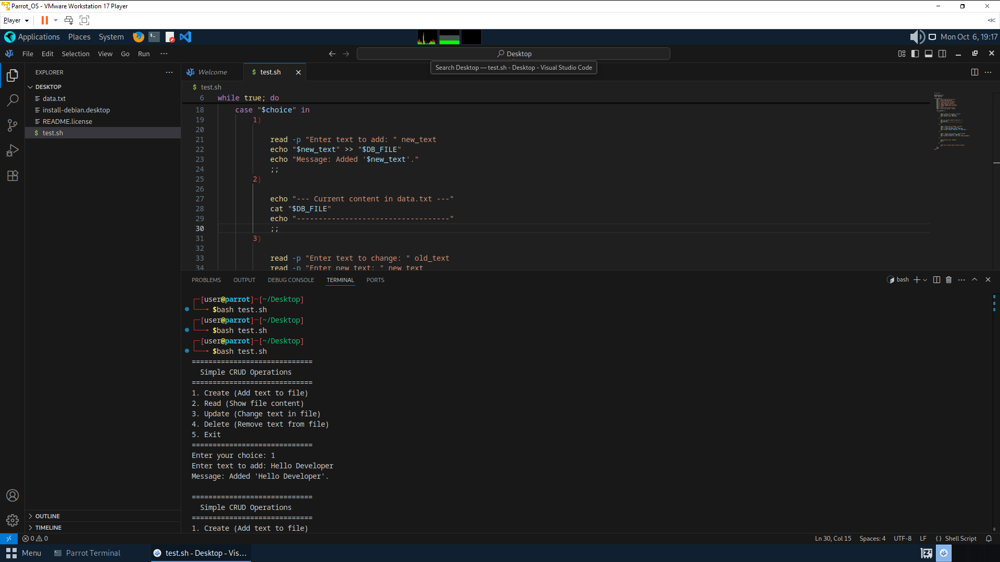 Parrot_OS - VMware Workstation 17 Player
Player
Applications Places System
Mon Oct 6, 19:17
File Edit Selection View Go Run ···
Desktop
Search Desktop — test.sh - Desktop - Visual Studio Code
EXPLORER
DESKTOP
data.txt
install-debian.desktop
README.license
$ test.sh
Welcome
$ test.sh
$ test.sh
6 while true; do
18 case "$choice" in
19 1)
20
21 read -p "Enter text to add: " new_text
22 echo "$new_text" >> "$DB_FILE"
23 echo "Message: Added '$new_text'."
24 ;;
25 2)
26
27 echo "--- Current content in data.txt ---"
28 cat "$DB_FILE"
29 echo "-----------------------------------"
30 ;;
31 3)
32
33 read -p "Enter text to change: " old_text
34 read -p "Enter new text: " new_text
PROBLEMS OUTPUT DEBUG CONSOLE TERMINAL PORTS
bash
┌─[user@parrot]─[~/Desktop]
└──╼ $bash test.sh
┌─[user@parrot]─[~/Desktop]
└──╼ $bash test.sh
┌─[user@parrot]─[~/Desktop]
└──╼ $bash test.sh
=============================
Simple CRUD Operations
=============================
1. Create (Add text to file)
2. Read (Show file content)
3. Update (Change text in file)
4. Delete (Remove text from file)
5. Exit
=============================
Enter your choice: 1
Enter text to add: Hello Developer
Message: Added 'Hello Developer'.
=============================
Simple CRUD Operations
=============================
1. Create (Add text to file)
OUTLINE
TIMELINE
0 0
Ln 30, Col 15 Spaces: 4 UTF-8 LF {} Shell Script
Menu
Parrot Terminal
test.sh - Desktop - Vis...